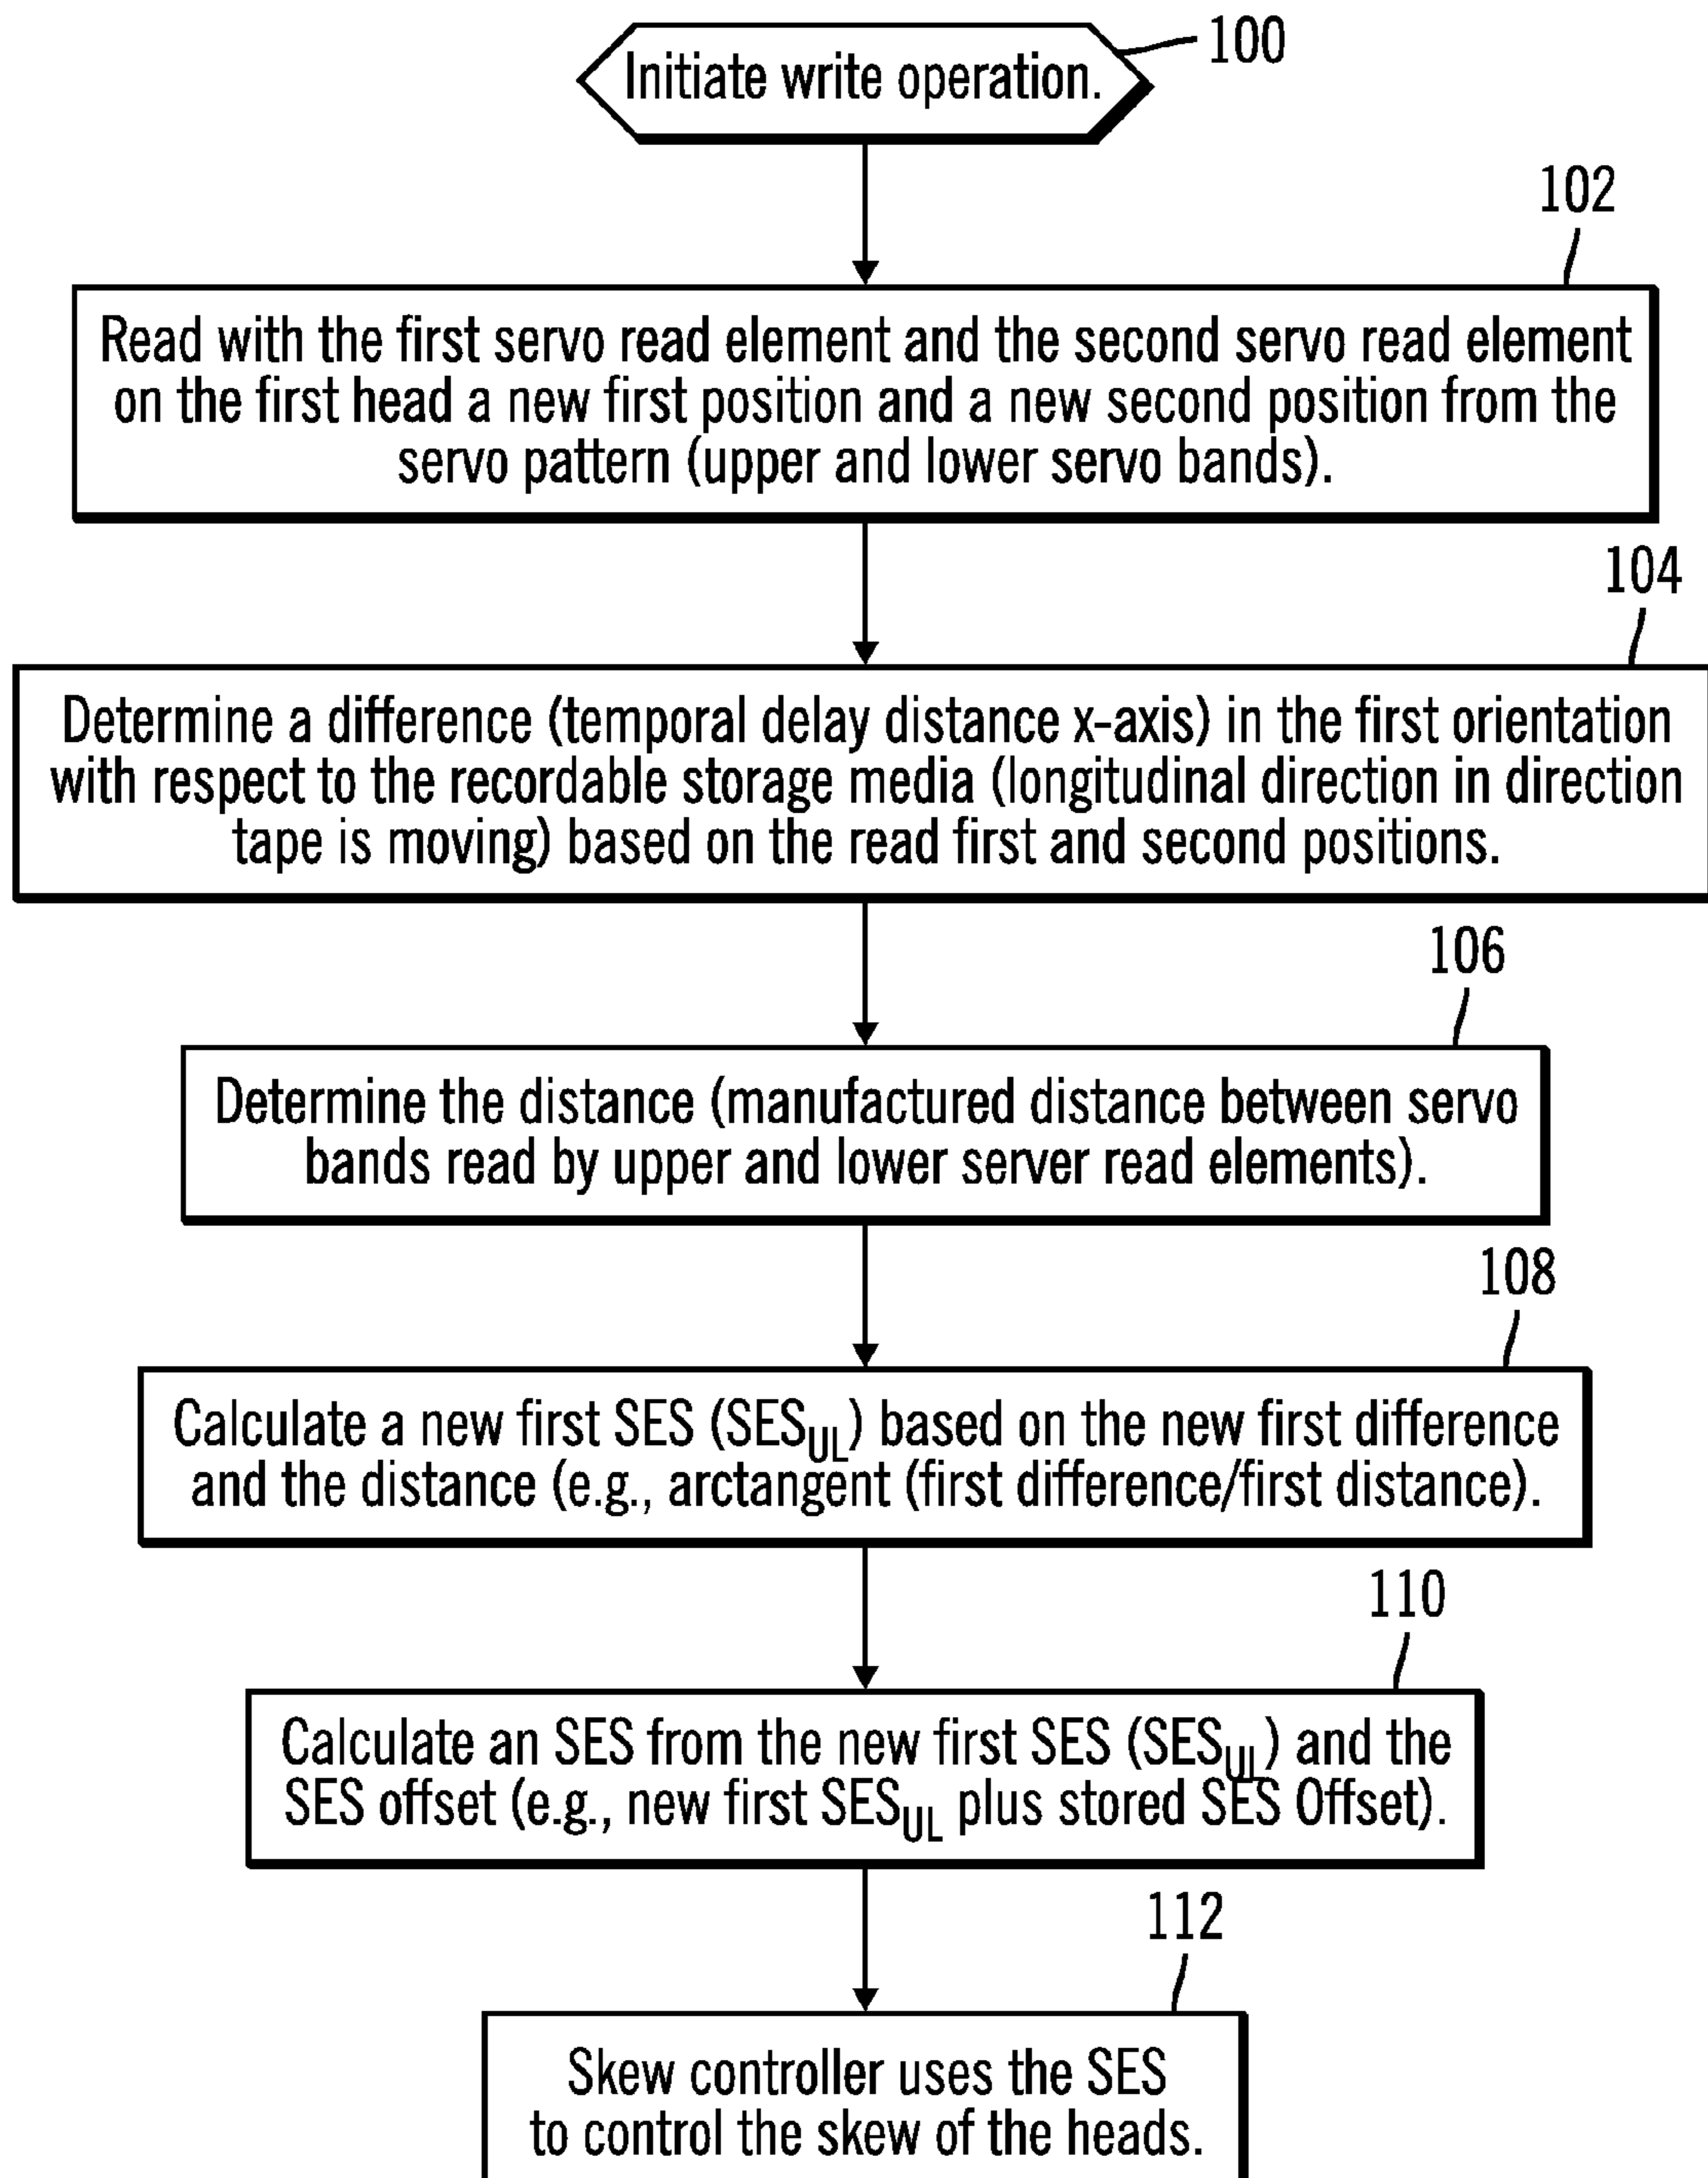 100
Initiate write operation.
102
Read with the first servo read element and the second servo read element
on the first head a new first position and a new second position from the
servo pattern (upper and lower servo bands).
104
Determine a difference (temporal delay distance x-axis) in the first orientation
with respect to the recordable storage media (longitudinal direction in direction
tape is moving) based on the read first and second positions.
106
Determine the distance (manufactured distance between servo
bands read by upper and lower server read elements).
108
Calculate a new first SES (SES_UL) based on the new first difference
and the distance (e.g., arctangent (first difference/first distance).
110
Calculate an SES from the new first SES (SES_UL) and the
SES offset (e.g., new first SES_UL plus stored SES Offset).
112
Skew controller uses the SES
to control the skew of the heads.